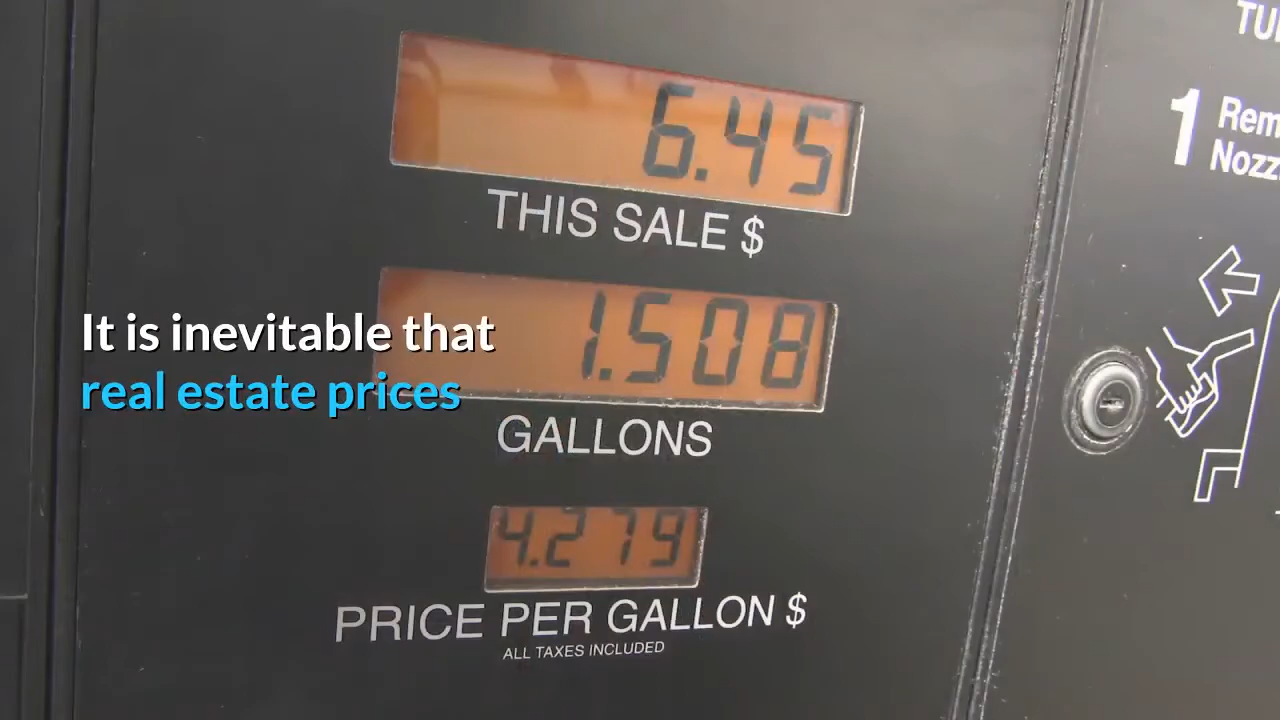 6.45
THIS SALE $
1.508
GALLONS
4.279
PRICE PER GALLON $
ALL TAXES INCLUDED
It is inevitable that
real estate prices
1